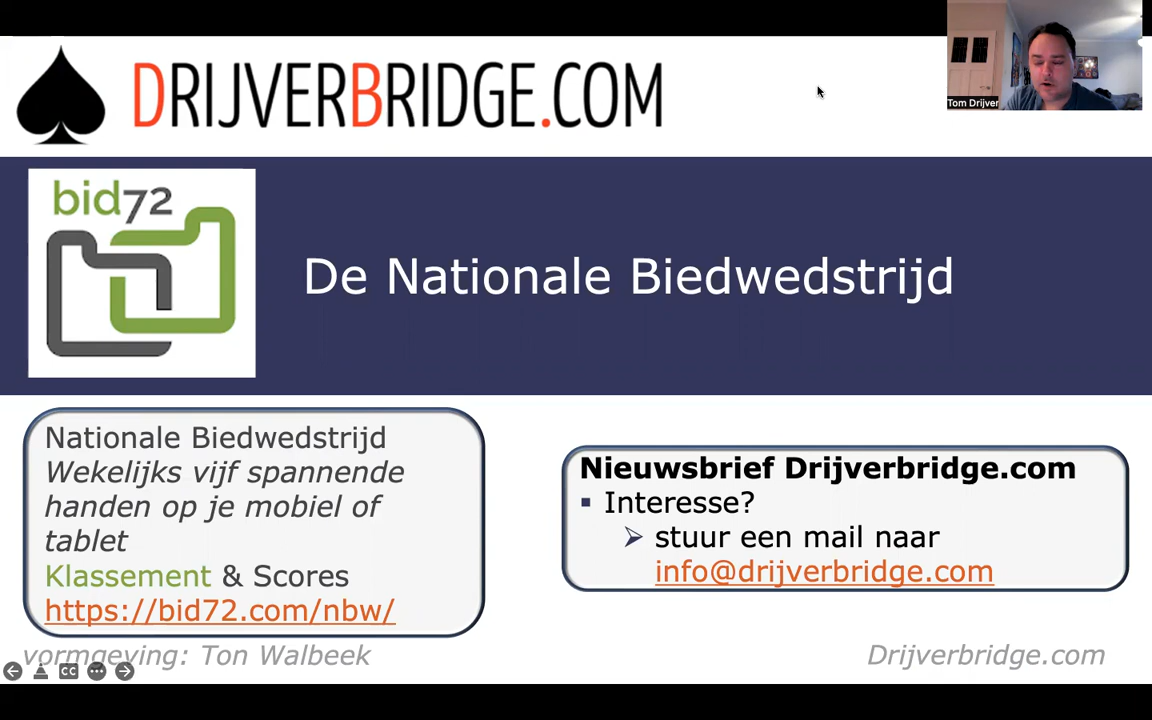 DRIJVERBRIDGE.COM
Tom Drijver
bid72
De Nationale Biedwedstrijd
Nationale Biedwedstrijd
Wekelijks vijf spannende
handen op je mobiel of
tablet
Klassement & Scores
https://bid72.com/nbw/
Nieuwsbrief Drijverbridge.com
Interesse?
stuur een mail naar
info@drijverbridge.com
vormgeving: Ton Walbeek
Drijverbridge.com
CC